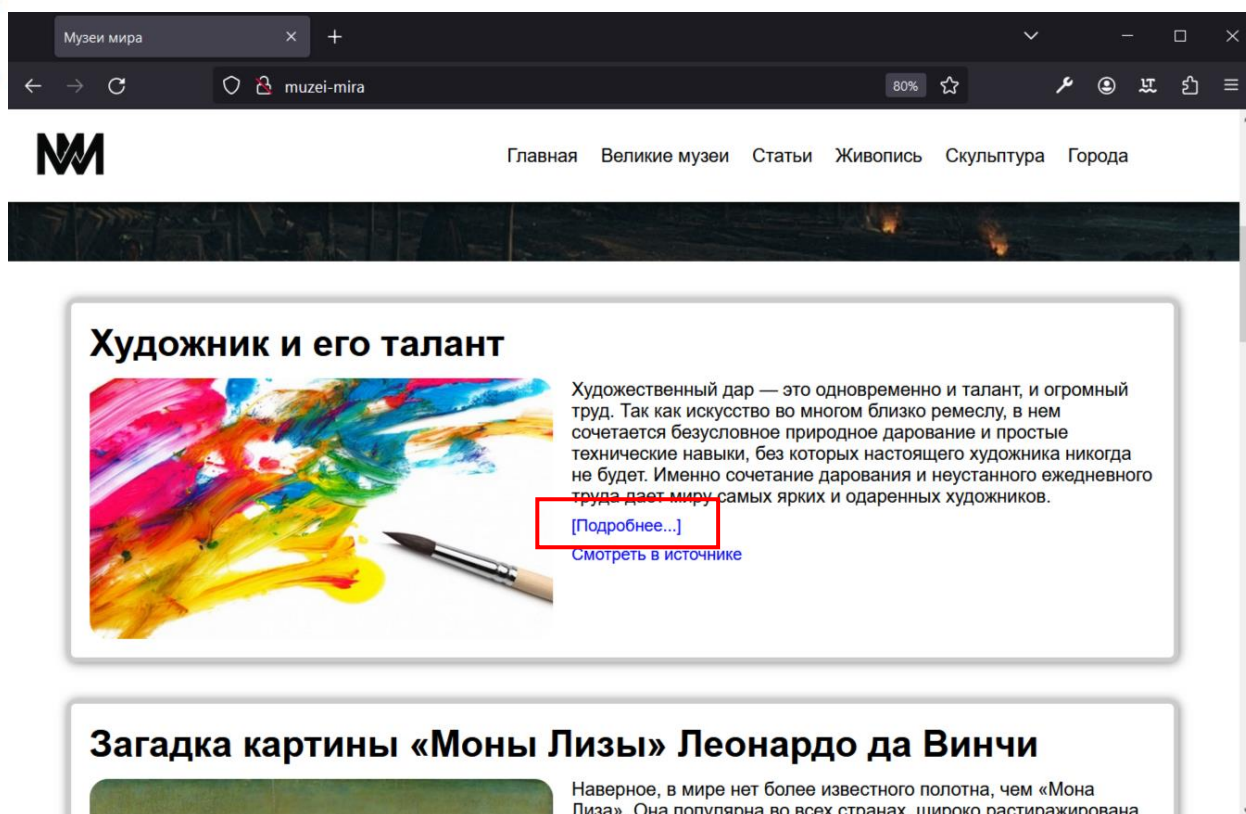 Музеи мира
muzei-mira
80%
Главная Великие музеи Статьи Живопись Скульптура Города
Художник и его талант
Художественный дар — это одновременно и талант, и огромный
труд. Так как искусство во многом близко ремеслу, в нем
сочетается безусловное природное дарование и простые
технические навыки, без которых настоящего художника никогда
не будет. Именно сочетание дарования и неустанного ежедневного
труда дает миру самых ярких и одаренных художников.
[Подробнее...]
Смотреть в источнике
Загадка картины «Моны Лизы» Леонардо да Винчи
Наверное, в мире нет более известного полотна, чем «Мона
Лиза». Она популярна во всех странах, широко растиражирована